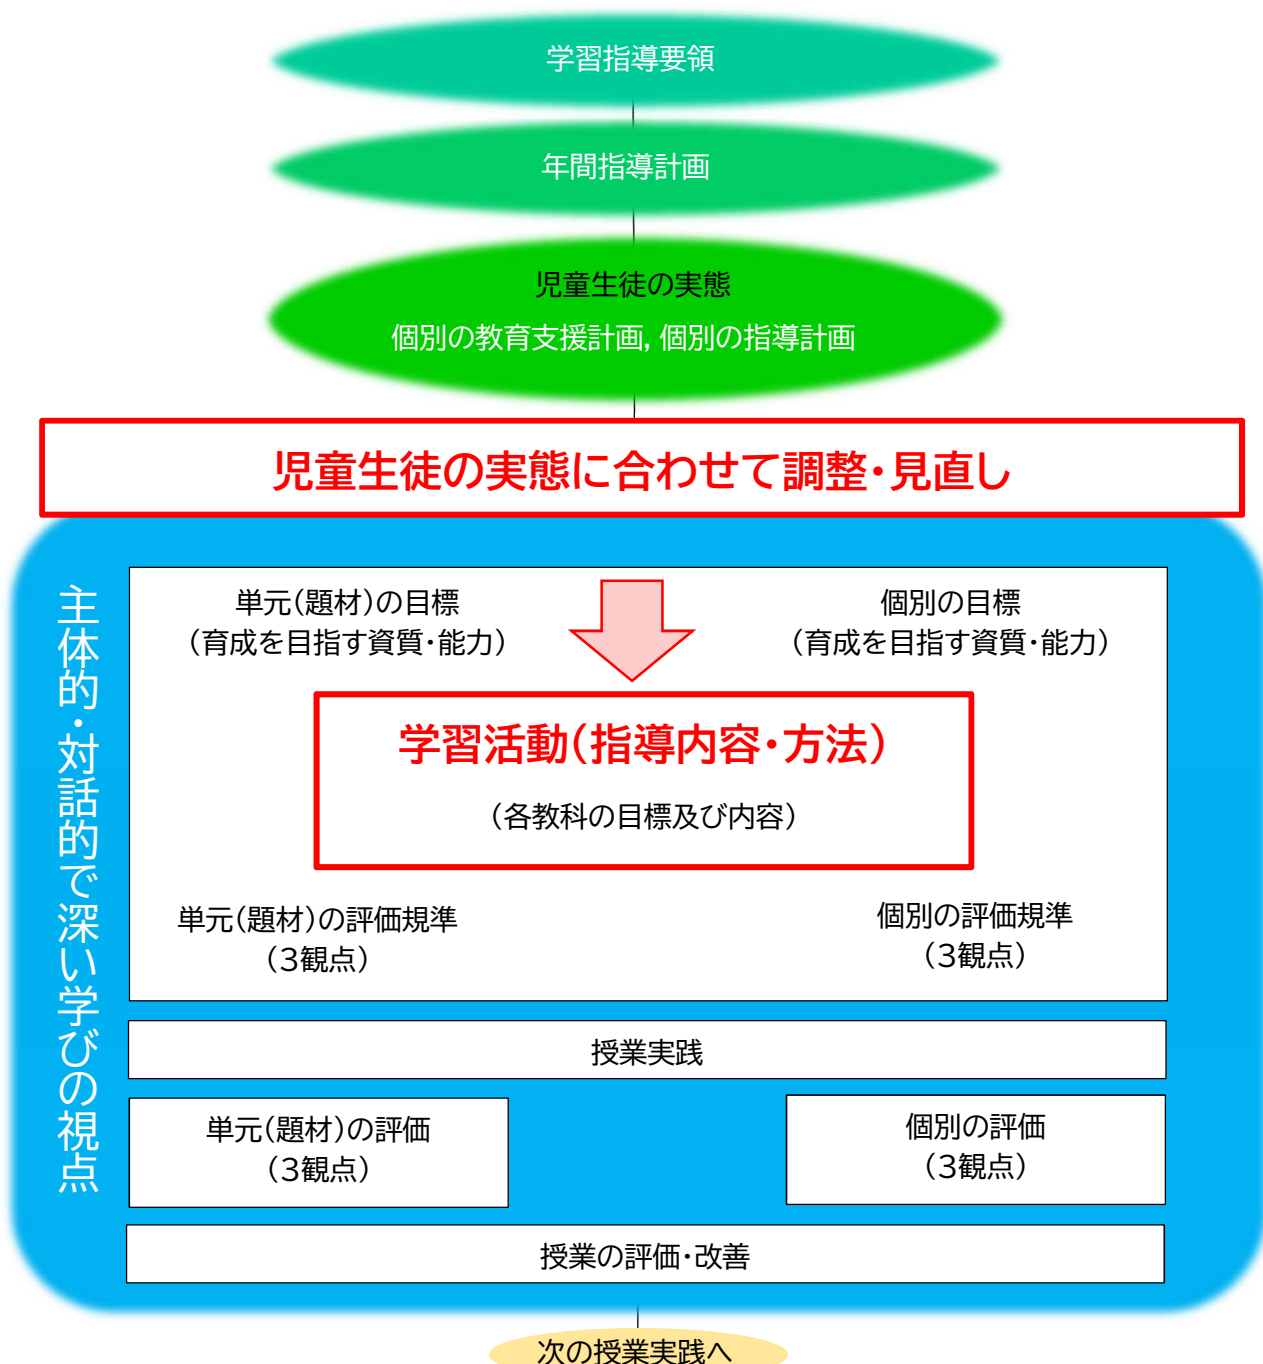 学習指導要領
年間指導計画
児童生徒の実態
個別の教育支援計画,個別の指導計画
児童生徒の実態に合わせて調整・見直し
主体的・対話的で深い学びの視点
単元(題材)の目標
(育成を目指す資質・能力)
個別の目標
(育成を目指す資質・能力)
学習活動(指導内容・方法)
(各教科の目標及び内容)
単元(題材)の評価規準
(3観点)
個別の評価規準
(3観点)
授業実践
単元(題材)の評価
(3観点)
個別の評価
(3観点)
授業の評価・改善
次の授業実践へ